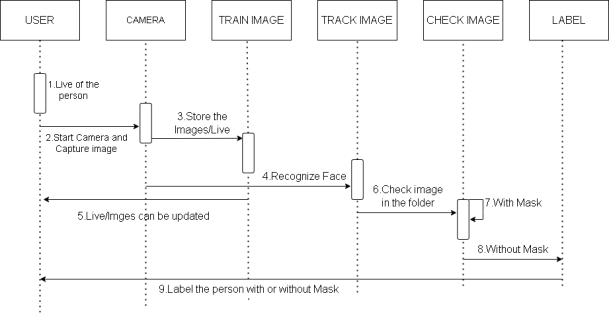 USER
CAMERA
TRAIN IMAGE
TRACK IMAGE
CHECK IMAGE
LABEL
1.Live of the
person
2.Start Camera and
Capture image
3.Store the
Images/Live
4.Recognize Face
5.Live/Imges can be updated
6.Check image
in the folder
7.With Mask
8.Without Mask
9.Label the person with or without Mask